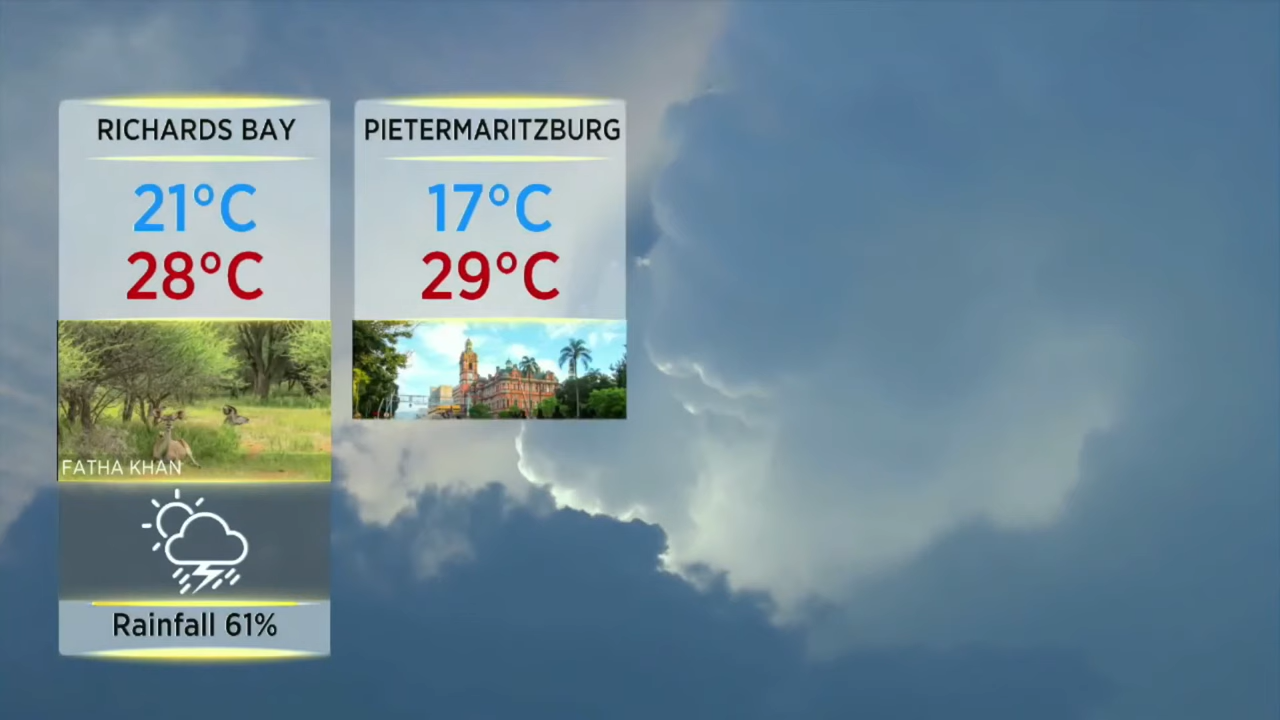 RICHARDS BAY
21°C
28°C
FATHA KHAN
Rainfall 61%
PIETERMARITZBURG
17°C
29°C